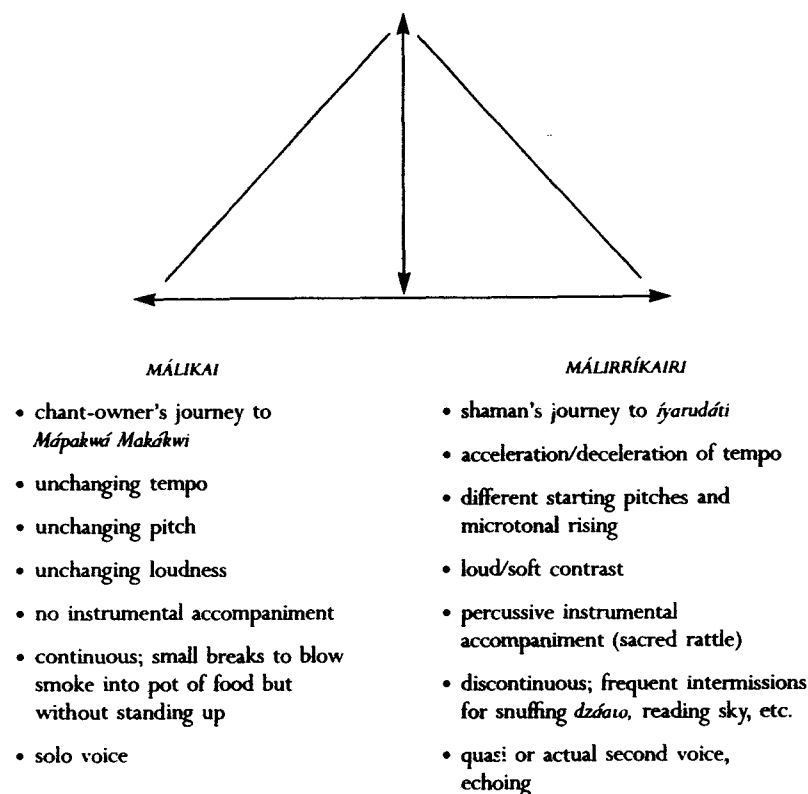 MÁLIKAI
• chant-owner's journey to
Mápakwá Makákwi
• unchanging tempo
• unchanging pitch
• unchanging loudness
• no instrumental accompaniment
• continuous; small breaks to blow
smoke into pot of food but
without standing up
• solo voice
MÁLIRRÍKAIRI
• shaman's journey to íyarudáti
• acceleration/deceleration of tempo
• different starting pitches and
microtonal rising
• loud/soft contrast
• percussive instrumental
accompaniment (sacred rattle)
• discontinuous; frequent intermissions
for snuffing dzáato, reading sky, etc.
• quasi or actual second voice,
echoing